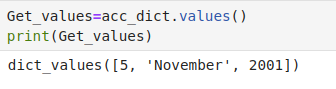 Get_values=acc_dict.values()
print(Get_values)
dict_values([5, 'November', 2001])